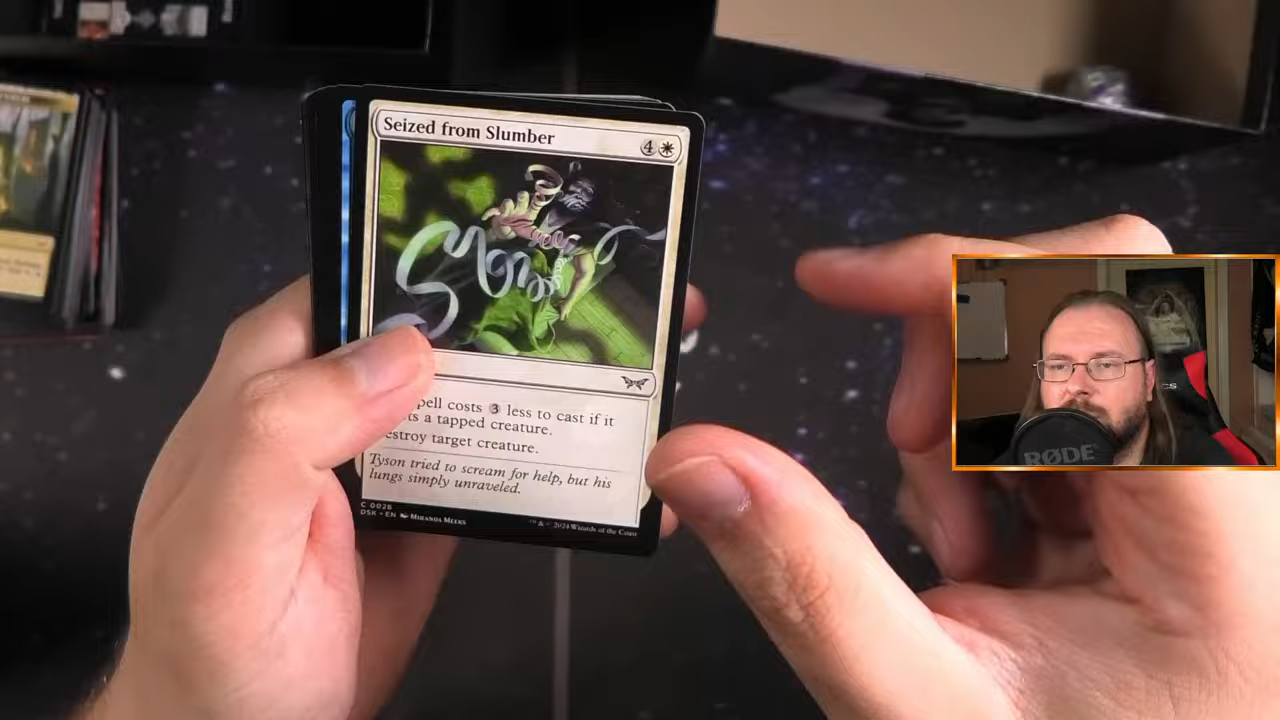 Seized from Slumber
4
pell costs 3 less to cast if it
ts a tapped creature.
estroy target creature.
Tyson tried to scream for help, but his
lungs simply unraveled.
C 0028
DSK • EN Miranda Meeks
™ & © 2024 Wizards of the Coast
RØDE